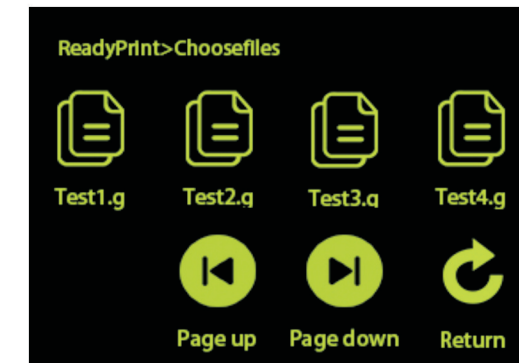 ReadyPrint>Choosefiles
Test1.g Test2.g Test3.g Test4.g
Page up Page down Return